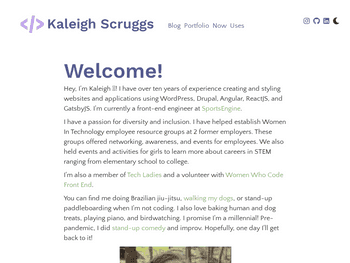 </> Kaleigh Scruggs
Blog Portfolio Now Uses
Welcome!
Hey, I'm Kaleigh 👋! I have over ten years of experience creating and styling
websites and applications using WordPress, Drupal, Angular, ReactJS, and
GatsbyJS. I'm currently a front-end engineer at SportsEngine.
I have a passion for diversity and inclusion. I have helped establish Women
In Technology employee resource groups at 2 former employers. These
groups offered networking, awareness, and events for employees. We also
held events and activities for girls to learn more about careers in STEM
ranging from elementary school to college.
I'm also a member of Tech Ladies and a volunteer with Women Who Code
Front End.
You can find me doing Brazilian jiu-jitsu, walking my dogs, or stand-up
paddleboarding when I'm not coding. I also love baking human and dog
treats, playing piano, and birdwatching. I promise I'm a millennial! Pre-
pandemic, I did stand-up comedy and improv. Hopefully, one day I'll get
back to it!